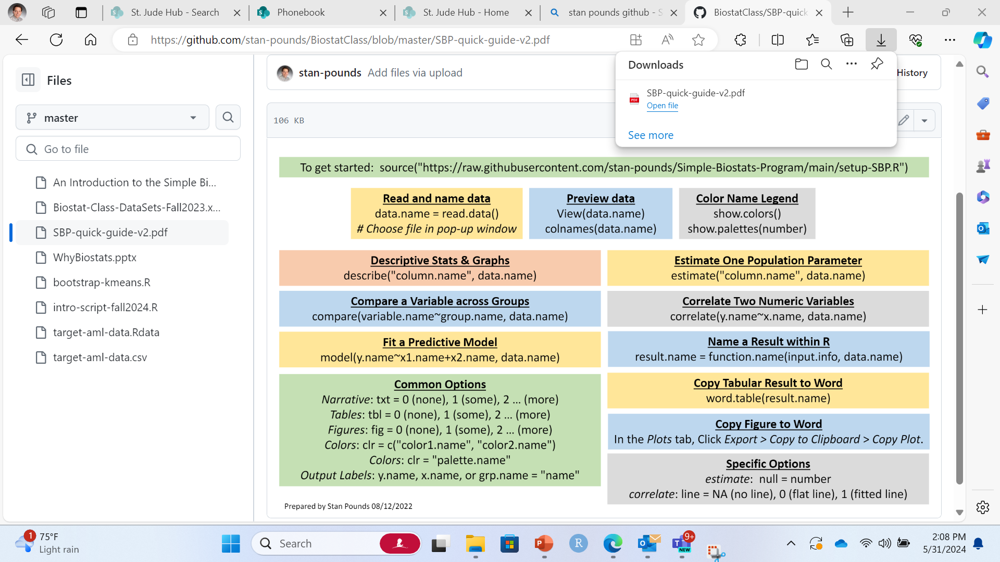 St. Jude Hub - Search
Phonebook
St. Jude Hub - Home
stan pounds github - S
BiostatClass/SBP-quick
https://github.com/stan-pounds/BiostatClass/blob/master/SBP-quick-guide-v2.pdf
Files
master
Go to file
An Introduction to the Simple Bi...
Biostat-Class-DataSets-Fall2023.x...
SBP-quick-guide-v2.pdf
WhyBiostats.pptx
bootstrap-kmeans.R
intro-script-fall2024.R
target-aml-data.Rdata
target-aml-data.csv
stan-pounds Add files via upload
History
106 KB
Downloads
SBP-quick-guide-v2.pdf
PDF
Open file
See more
To get started: source("https://raw.githubusercontent.com/stan-pounds/Simple-Biostats-Program/main/setup-SBP.R")
Read and name data
data.name = read.data()
# Choose file in pop-up window
Preview data
View(data.name)
colnames(data.name)
Color Name Legend
show.colors()
show.palettes(number)
Descriptive Stats & Graphs
describe("column.name", data.name)
Estimate One Population Parameter
estimate("column.name", data.name)
Compare a Variable across Groups
compare(variable.name~group.name, data.name)
Correlate Two Numeric Variables
correlate(y.name~x.name, data.name)
Fit a Predictive Model
model(y.name~x1.name+x2.name, data.name)
Name a Result within R
result.name = function.name(input.info, data.name)
Common Options
Narrative: txt = 0 (none), 1 (some), 2 ... (more)
Tables: tbl = 0 (none), 1 (some), 2 ... (more)
Figures: fig = 0 (none), 1 (some), 2 ... (more)
Colors: clr = c("color1.name", "color2.name")
Colors: clr = "palette.name"
Output Labels: y.name, x.name, or grp.name = "name"
Copy Tabular Result to Word
word.table(result.name)
Copy Figure to Word
In the Plots tab, Click Export > Copy to Clipboard > Copy Plot.
Specific Options
estimate: null = number
correlate: line = NA (no line), 0 (flat line), 1 (fitted line)
Prepared by Stan Pounds 08/12/2022
1
75°F
Light rain
Search
P
R
9+
NEW
2:08 PM
5/31/2024